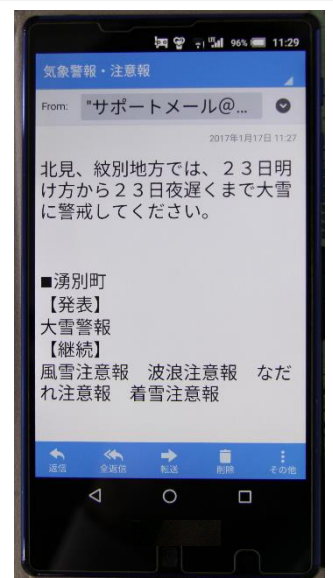 96% 11:29
気象警報・注意報
From: "サポートメール@...
2017年1月17日 11:27
北見、紋別地方では、２３日明
け方から２３日夜遅くまで大雪
に警戒してください。
■湧別町
【発表】
大雪警報
【継続】
風雪注意報　波浪注意報　なだ
れ注意報　着雪注意報
返信 全返信 転送 削除 その他